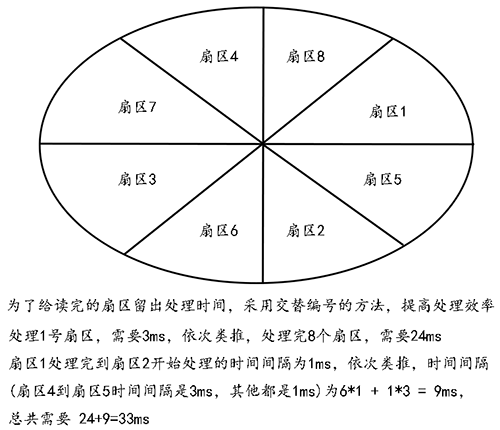 扇区4
扇区8
扇区7
扇区1
扇区3
扇区5
扇区6
扇区2
为了给读完的扇区留出处理时间，采用交替编号的方法，提高处理效率
处理1号扇区，需要3ms，依次类推，处理完8个扇区，需要24ms
扇区1处理完到扇区2开始处理的时间间隔为1ms，依次类推，时间间隔
(扇区4到扇区5时间间隔是3ms，其他都是1ms)为6*1 + 1*3 = 9ms，
总共需要 24+9=33ms